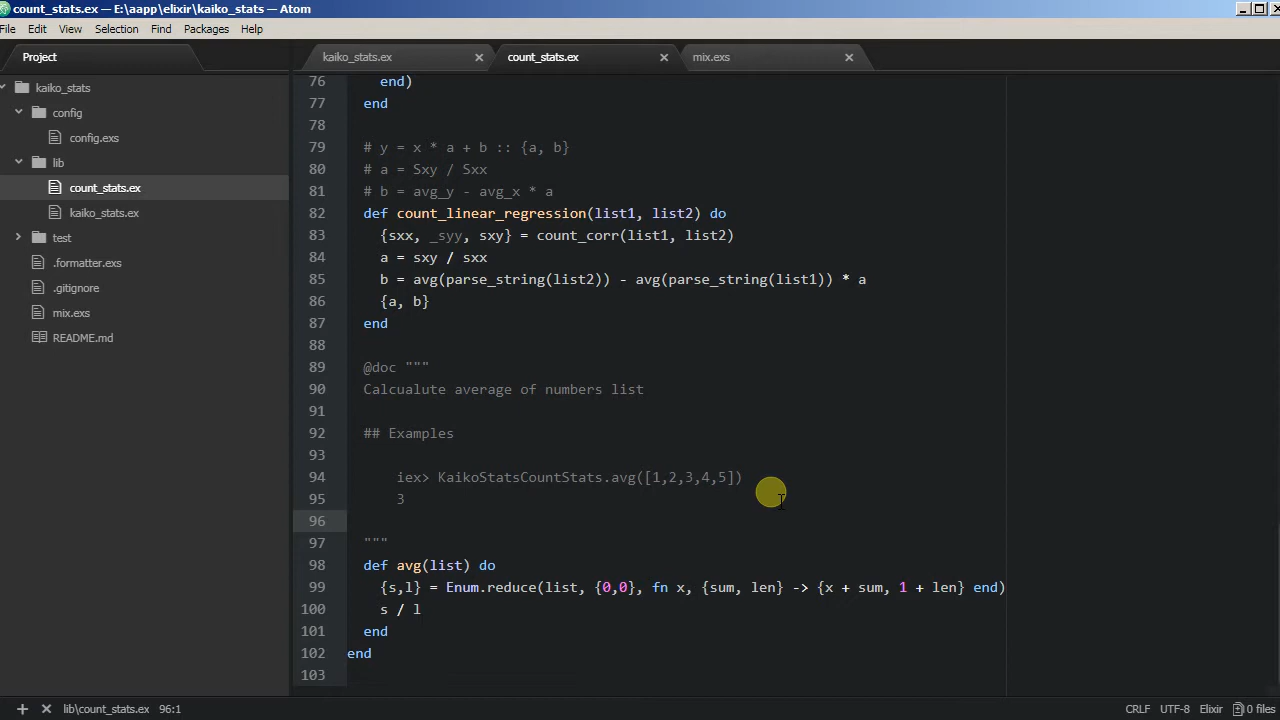 count_stats.ex — E:\aapp\elixir\kaiko_stats — Atom
File Edit View Selection Find Packages Help
Project
kaiko_stats.ex
count_stats.ex
mix.exs
kaiko_stats
config
config.exs
lib
count_stats.ex
kaiko_stats.ex
test
.formatter.exs
.gitignore
mix.exs
README.md
76 end)
77 end
78
79 # y = x * a + b :: {a, b}
80 # a = Sxy / Sxx
81 # b = avg_y - avg_x * a
82 def count_linear_regression(list1, list2) do
83 {sxx, _syy, sxy} = count_corr(list1, list2)
84 a = sxy / sxx
85 b = avg(parse_string(list2)) - avg(parse_string(list1)) * a
86 {a, b}
87 end
88
89 @doc """
90 Calcualute average of numbers list
91
92 ## Examples
93
94 iex> KaikoStatsCountStats.avg([1,2,3,4,5])
95 3
96
97 """
98 def avg(list) do
99 {s,l} = Enum.reduce(list, {0,0}, fn x, {sum, len} -> {x + sum, 1 + len} end)
100 s / l
101 end
102 end
103
lib\count_stats.ex 96:1
CRLF UTF-8 Elixir 0 files